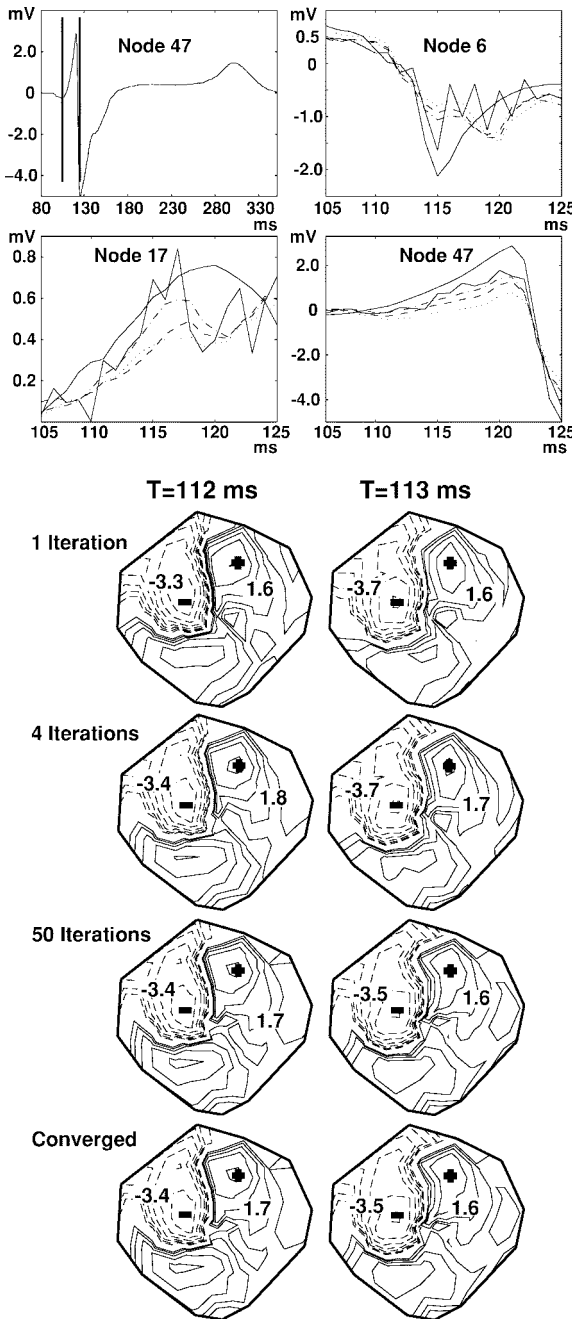 mV
Node 47
2.0
0
-2.0
-4.0
80 130 180 230 300
ms
mV
Node 6
0.5
0
-1.0
-2.0
105 110 115 120 125
ms
mV
Node 17
0.8
0.6
0.4
0.2
105 110 115 120 125
ms
mV
Node 47
2.0
0
-4.0
105 110 115 120 125
ms
T=112 ms T=113 ms
1 Iteration
-3.3 1.6
-3.7 1.6
4 Iterations
-3.4 1.8
-3.7 1.7
50 Iterations
-3.4 1.7
-3.5 1.6
Converged
-3.4 1.7
-3.5 1.6